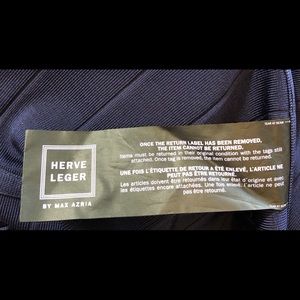 HERVE
LEGER
BY MAX AZRIA
ONCE THE RETURN LABEL HAS BEEN REMOVED,
THE ITEM CANNOT BE RETURNED.
Items must be returned in their original condition with the tags still
attached. Once tag is removed, the item cannot be returned.
UNE FOIS L'ÉTIQUETTE DE RETOUR A ÉTÉ ENLEVÉ, L'ARTICLE NE
PEUT PAS ÊTRE RETOURNÉ.
Les articles doivent être retournés dans leur état d'origine et avec
les étiquettes encore attachées. Une fois enlevé, l'article ne peut
pas être retourné.